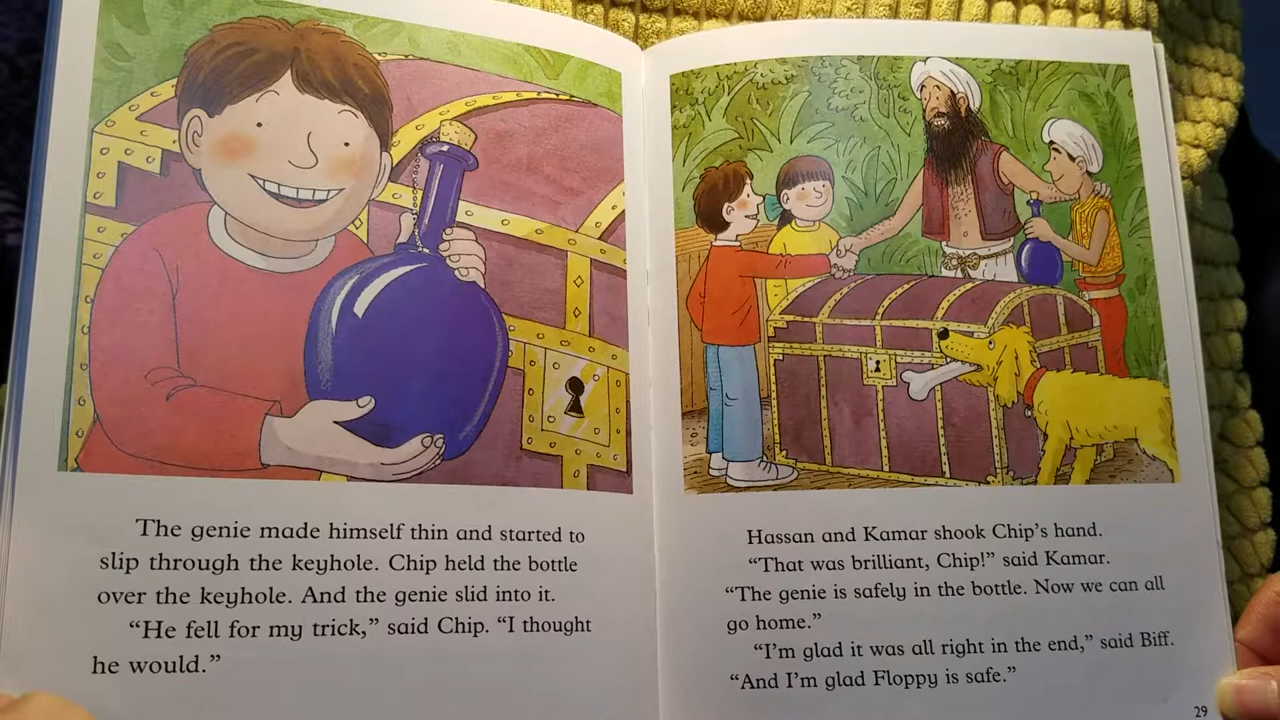 The genie made himself thin and started to
slip through the keyhole. Chip held the bottle
over the keyhole. And the genie slid into it.
“He fell for my trick,” said Chip. “I thought
he would.”
Hassan and Kamar shook Chip’s hand.
“That was brilliant, Chip!” said Kamar.
“The genie is safely in the bottle. Now we can all
go home.”
“I’m glad it was all right in the end,” said Biff.
“And I’m glad Floppy is safe.”
29